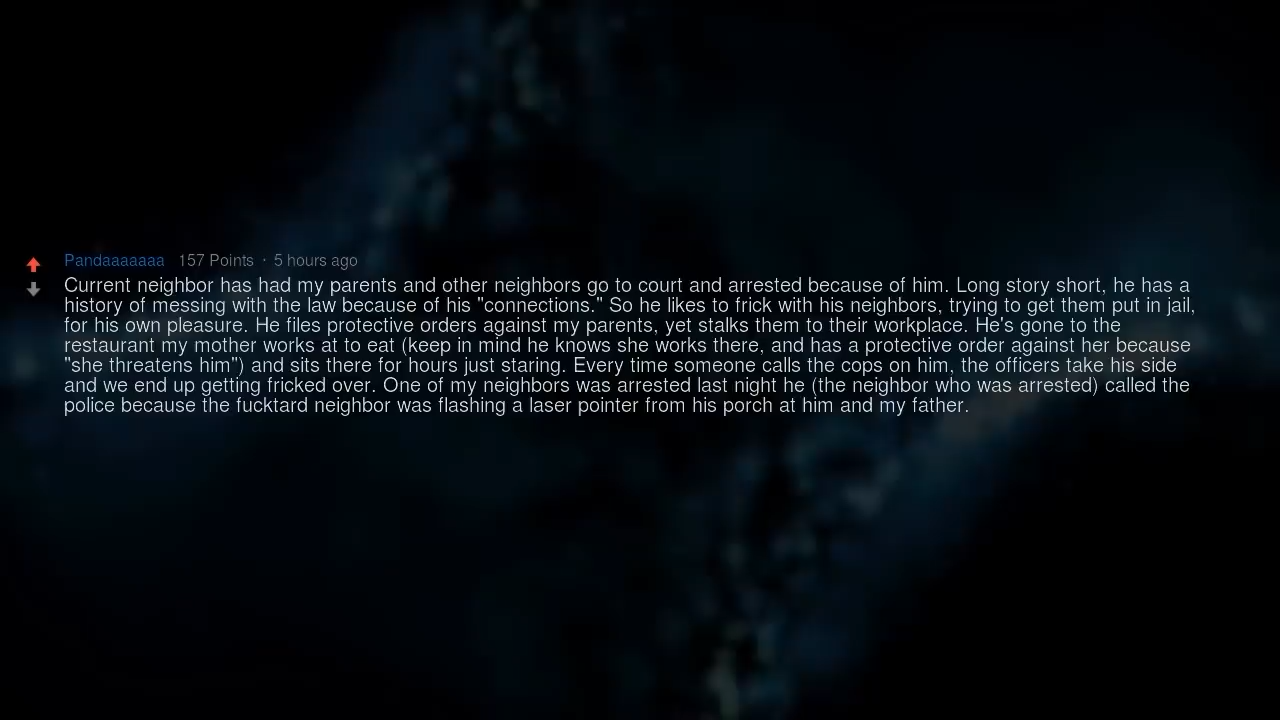 Pandaaaaaaa 157 Points · 5 hours ago
Current neighbor has had my parents and other neighbors go to court and arrested because of him. Long story short, he has a
history of messing with the law because of his "connections." So he likes to frick with his neighbors, trying to get them put in jail,
for his own pleasure. He files protective orders against my parents, yet stalks them to their workplace. He's gone to the
restaurant my mother works at to eat (keep in mind he knows she works there, and has a protective order against her because
"she threatens him") and sits there for hours just staring. Every time someone calls the cops on him, the officers take his side
and we end up getting fricked over. One of my neighbors was arrested last night he (the neighbor who was arrested) called the
police because the fucktard neighbor was flashing a laser pointer from his porch at him and my father.